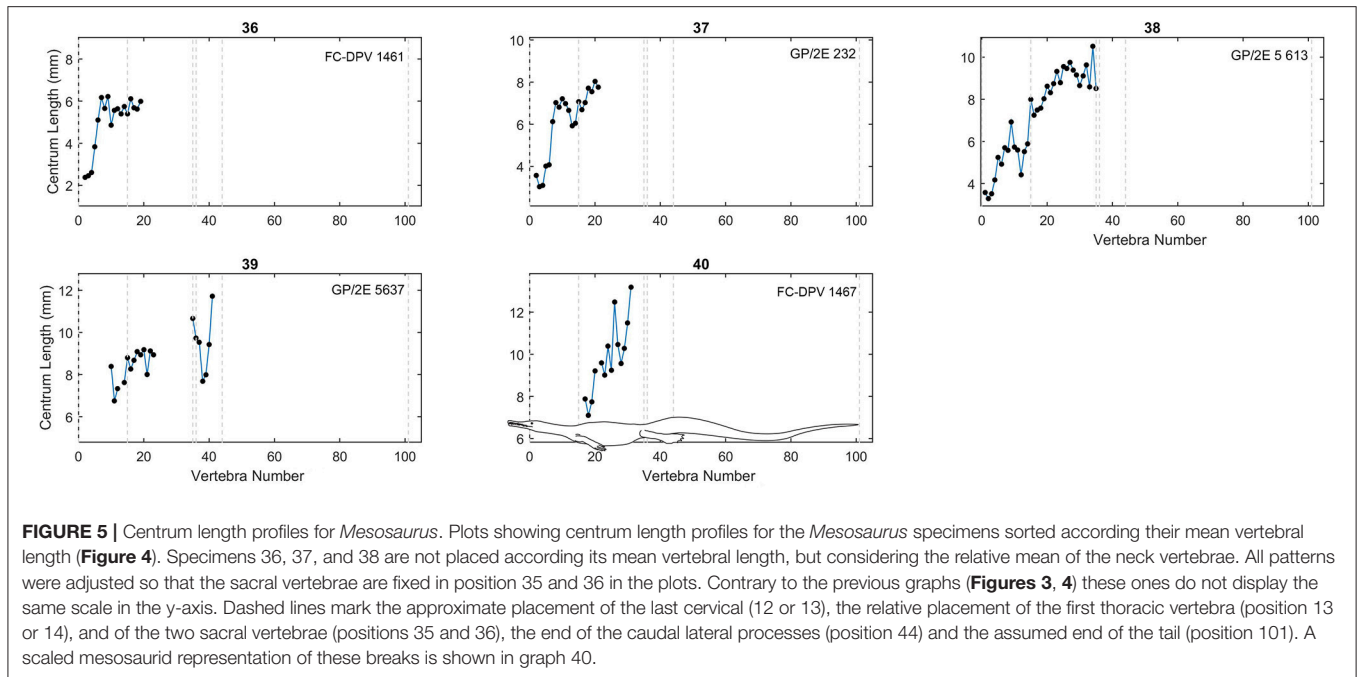 36
FC-DPV 1461
Centrum Length (mm)
8
6
4
2
0 20 40 60 80 100
37
GP/2E 232
10
8
6
4
0 20 40 60 80 100
38
GP/2E 5 613
10
8
6
4
0 20 40 60 80 100
Vertebra Number
39
GP/2E 5637
Centrum Length (mm)
12
10
8
6
0 20 40 60 80 100
Vertebra Number
40
FC-DPV 1467
12
10
8
6
0 20 40 60 80 100
Vertebra Number
FIGURE 5 | Centrum length profiles for Mesosaurus. Plots showing centrum length profiles for the Mesosaurus specimens sorted according their mean vertebral
length (Figure 4). Specimens 36, 37, and 38 are not placed according its mean vertebral length, but considering the relative mean of the neck vertebrae. All patterns
were adjusted so that the sacral vertebrae are fixed in position 35 and 36 in the plots. Contrary to the previous graphs (Figures 3, 4) these ones do not display the
same scale in the y-axis. Dashed lines mark the approximate placement of the last cervical (12 or 13), the relative placement of the first thoracic vertebra (position 13
or 14), and of the two sacral vertebrae (positions 35 and 36), the end of the caudal lateral processes (position 44) and the assumed end of the tail (position 101). A
scaled mesosaurid representation of these breaks is shown in graph 40.